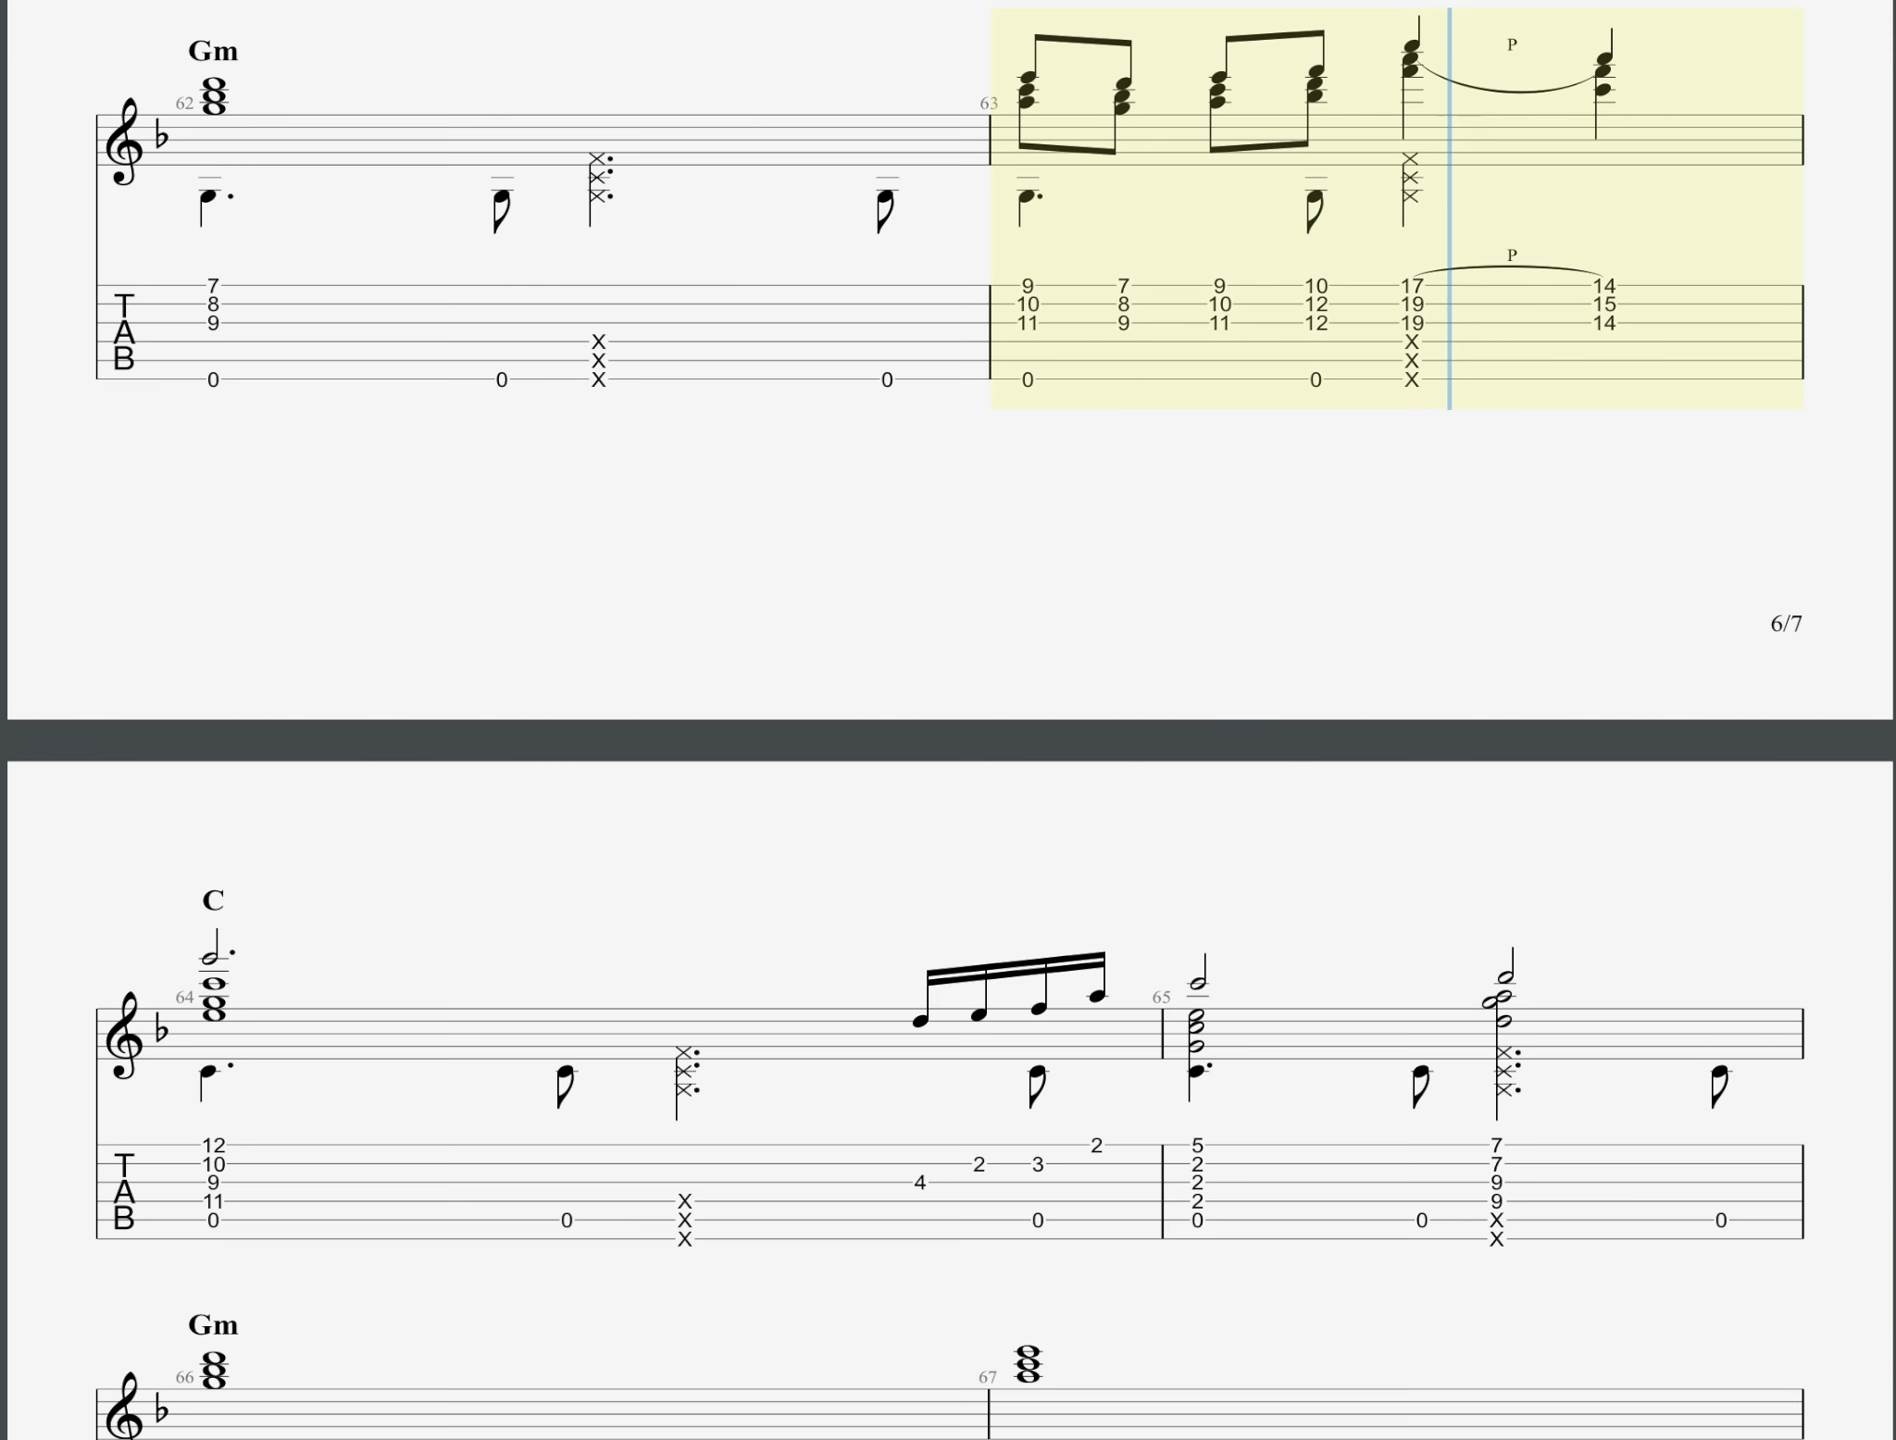 Gm
62
63
P
P
7 9 7 9 10 17 14
T 8 10 8 10 12 19 15
A 9 11 9 11 12 19 14
X X
B X X
0 0 X 0 0 0 X
6/7
C
64
65
12 2 5 7
T 10 2 3 2 7
A 9 4 2 9
11 X 2 9
B 0 0 X 0 0 0 X 0
X X
Gm
66
67